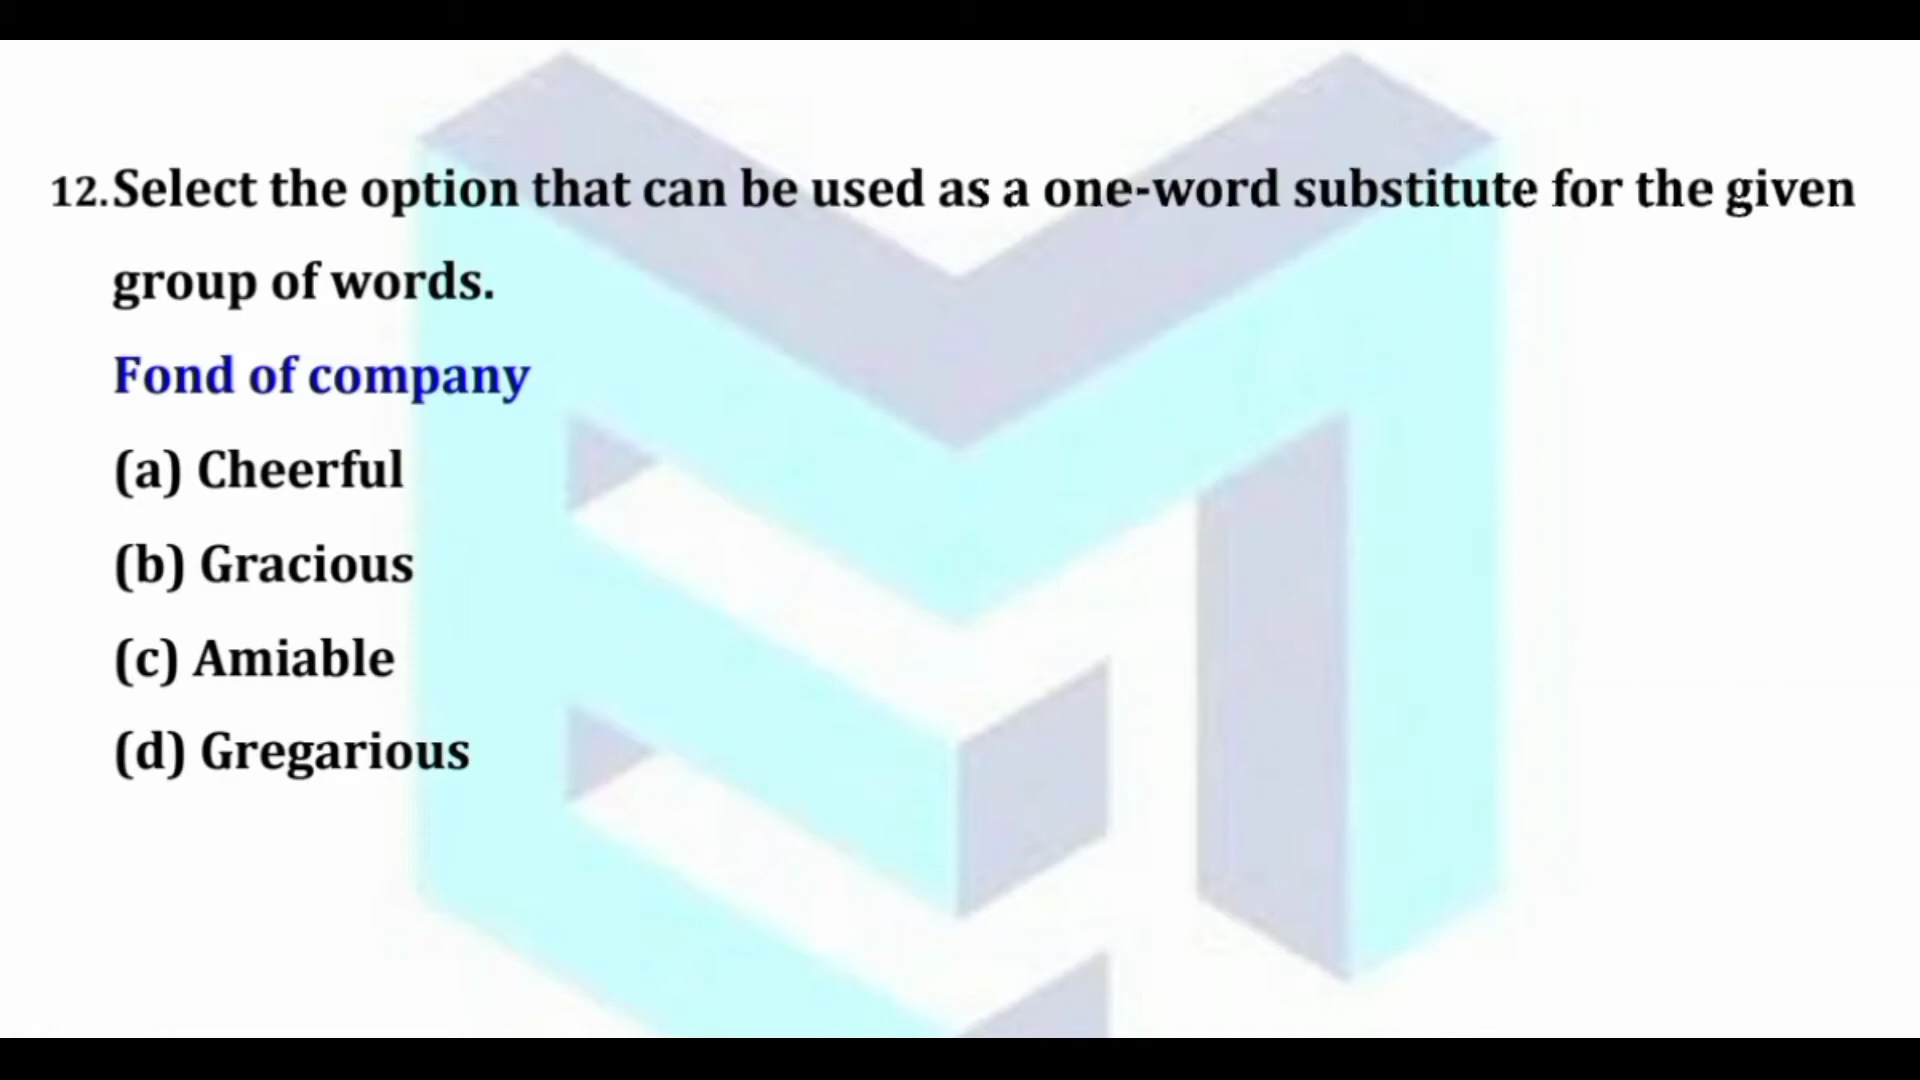 12. Select the option that can be used as a one-word substitute for the given
group of words.
Fond of company
(a) Cheerful
(b) Gracious
(c) Amiable
(d) Gregarious